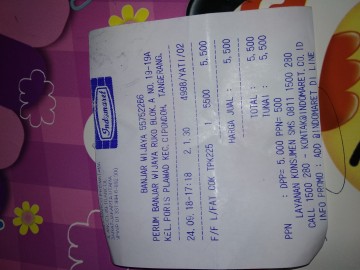 Indomaret
BANJAR WIJAYA 55752266
PERUM BANJAR WIJAYA RUKO BLOK A NO. 19-19A
KEL. PORIS PLAWAD KEC. CIPONDOH, TANGERANG,
24.09.18-17:18 2.1.30 4998/YATI/02
F/F L/FAT COK TPK225 1 5500 5,500
HARGA JUAL : 5,500
TOTAL : 5,500
TUNAI : 5,500
PPN : DPP= 5,000 PPN= 500
LAYANAN KONSUMEN SMS 0811 1500 280
CALL 1500 280 - KONTAK@INDOMARET.CO.ID
INFO PROMO : ADD @INDOMARET DI LINE